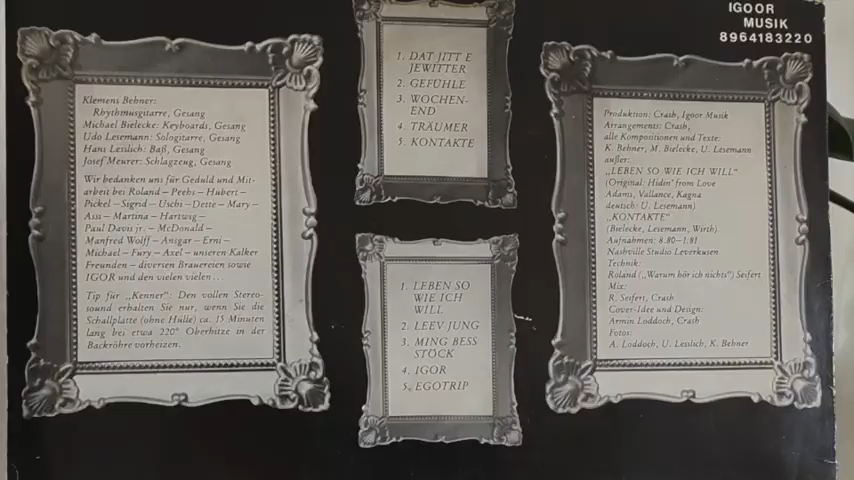 IGOOR
MUSIK
8964183220
Klemens Behner:
Rhythmusgitarre, Gesang
Michael Bielecke: Keyboards, Gesang
Udo Lesemann: Sologitarre, Gesang
Hans Lesslich: Baß, Gesang
Josef Meurer: Schlagzeug, Gesang
Wir bedanken uns für Geduld und Mit-
arbeit bei Roland – Peehs – Hubert –
Pickel – Sigrid – Uschi – Dette – Mary –
Assi – Martina – Hartwig –
Paul Davis jr. – McDonald –
Manfred Wolff – Ansgar – Erni –
Michael – Fury – Axel – unseren Kalker
Freunden – diversen Brauereien sowie
IGOR und den vielen vielen ...
Tip für „Kenner“: Den vollen Stereo-
sound erhalten Sie nur, wenn Sie die
Schallplatte (ohne Hülle) ca. 15 Minuten
lang bei etwa 220° Oberhitze in der
Backröhre vorheizen.
1. DAT JITT E
JEWITTER
2. GEFÜHLE
3. WOCHEN-
END
4. TRÄUMER
5. KONTAKTE
1. LEBEN SO
WIE ICH
WILL
2. LEEV JUNG
3. MING BESS
STÖCK
4. IGOR
5. EGOTRIP
Produktion: Crash, Igoor Musik
Arrangements: Crash,
alle Kompositionen und Texte:
K. Behner, M. Bielecke, U. Lesemann
außer:
„LEBEN SO WIE ICH WILL“
(Original: Hidin' from Love
Adams, Vallance, Kagna
deutsch: U. Lesemann)
„KONTAKTE“
(Bielecke, Lesemann, Wirth)
Aufnahmen: 8.80–1.81
Nashville Studio Leverkusen
Technik:
Roland („Warum hör ich nichts“) Seifert
Mix:
R. Seifert, Crash
Cover-Idee und Design:
Armin Loddoch, Crash
Fotos:
A. Loddoch, U. Lesslich, K. Behner